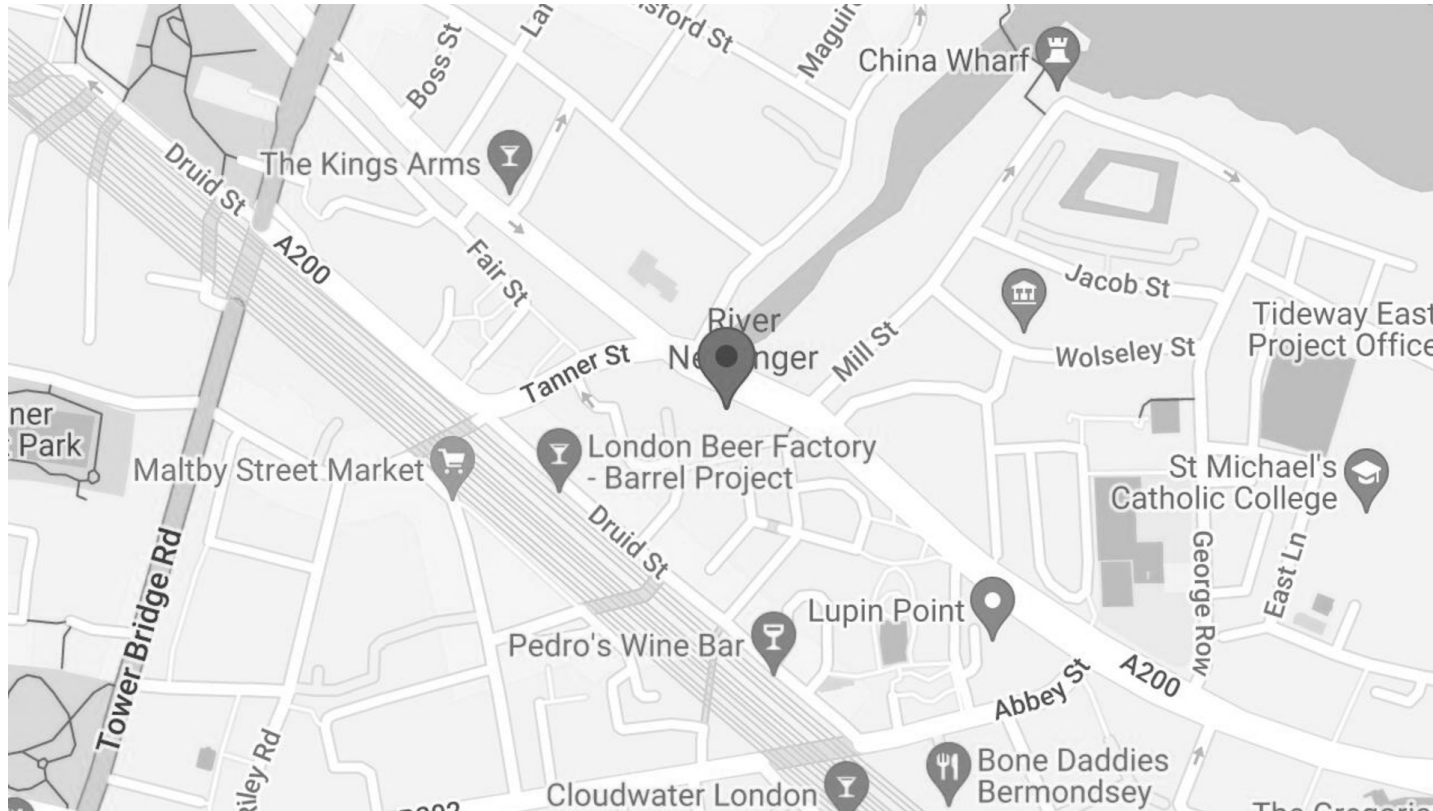 China Wharf
Boss St
The Kings Arms
Druid St
A200
Fair St
Jacob St
River
Tideway East
Project Office
Mill St
Wolseley St
Tanner St
Park
London Beer Factory
- Barrel Project
Maltby Street Market
St Michael's
Catholic College
Druid St
Tower Bridge Rd
George Row
East Ln
Lupin Point
Pedro's Wine Bar
A200
Abbey St
Riley Rd
Bone Daddies
Bermondsey
Cloudwater London